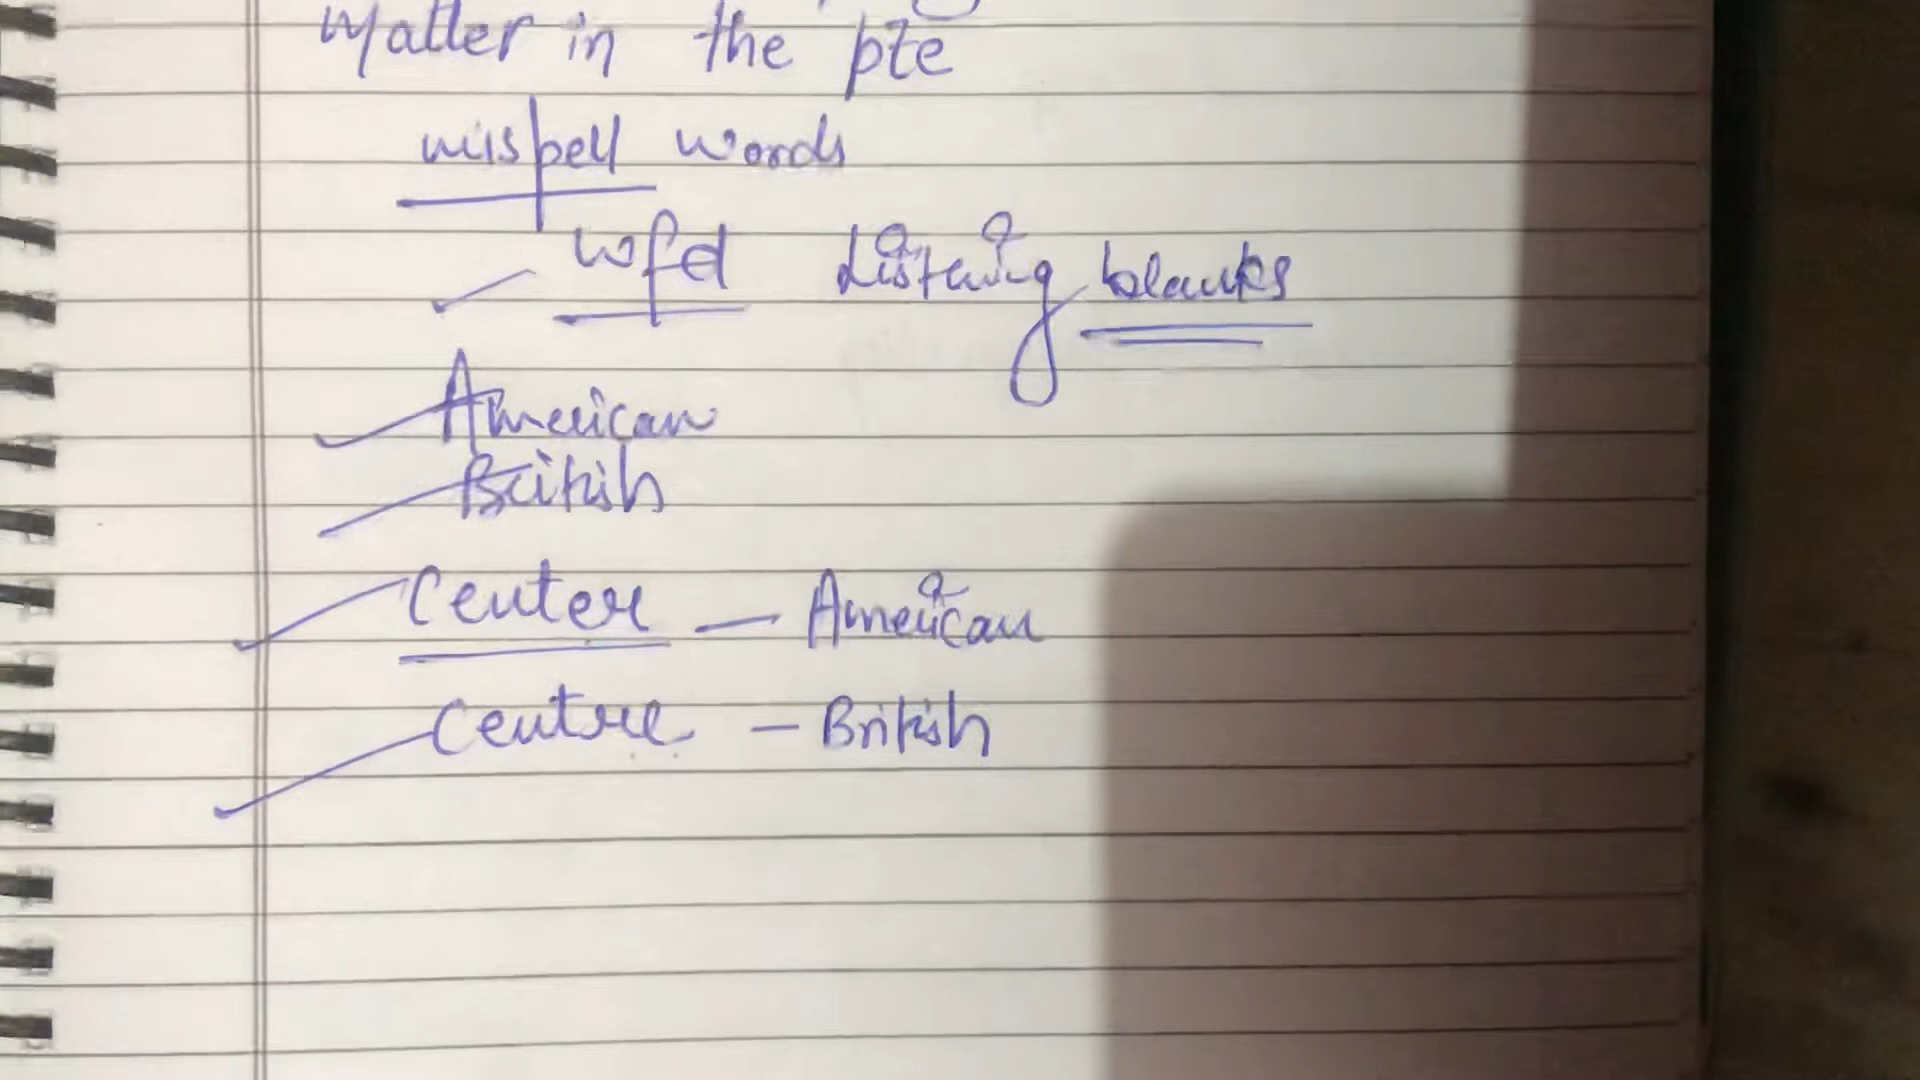 Matter in the pte
misspell words
wfd Listening blanks
American
British
Center — American
Centre – British